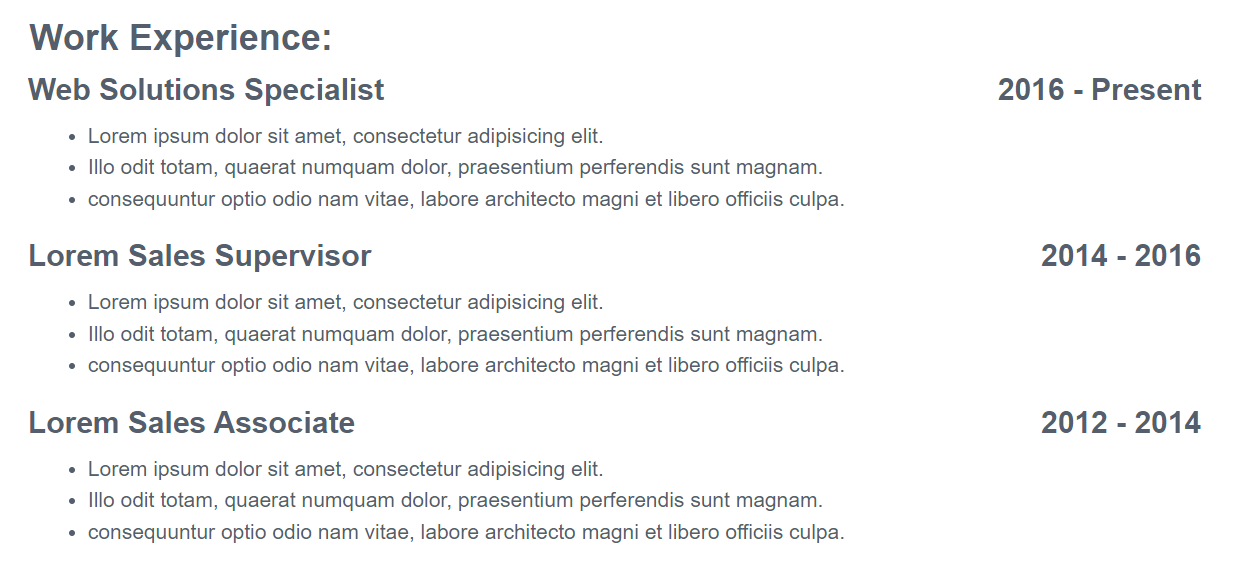 Work Experience:
Web Solutions Specialist 2016 - Present
• Lorem ipsum dolor sit amet, consectetur adipisicing elit.
• Illo odit totam, quaerat numquam dolor, praesentium perferendis sunt magnam.
• consequuntur optio odio nam vitae, labore architecto magni et libero officiis culpa.
Lorem Sales Supervisor 2014 - 2016
• Lorem ipsum dolor sit amet, consectetur adipisicing elit.
• Illo odit totam, quaerat numquam dolor, praesentium perferendis sunt magnam.
• consequuntur optio odio nam vitae, labore architecto magni et libero officiis culpa.
Lorem Sales Associate 2012 - 2014
• Lorem ipsum dolor sit amet, consectetur adipisicing elit.
• Illo odit totam, quaerat numquam dolor, praesentium perferendis sunt magnam.
• consequuntur optio odio nam vitae, labore architecto magni et libero officiis culpa.